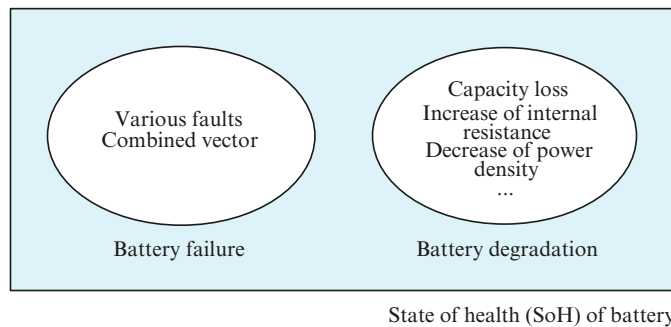 Various faults
Combined vector
Battery failure
Capacity loss
Increase of internal
resistance
Decrease of power
density
...
Battery degradation
State of health (SoH) of battery